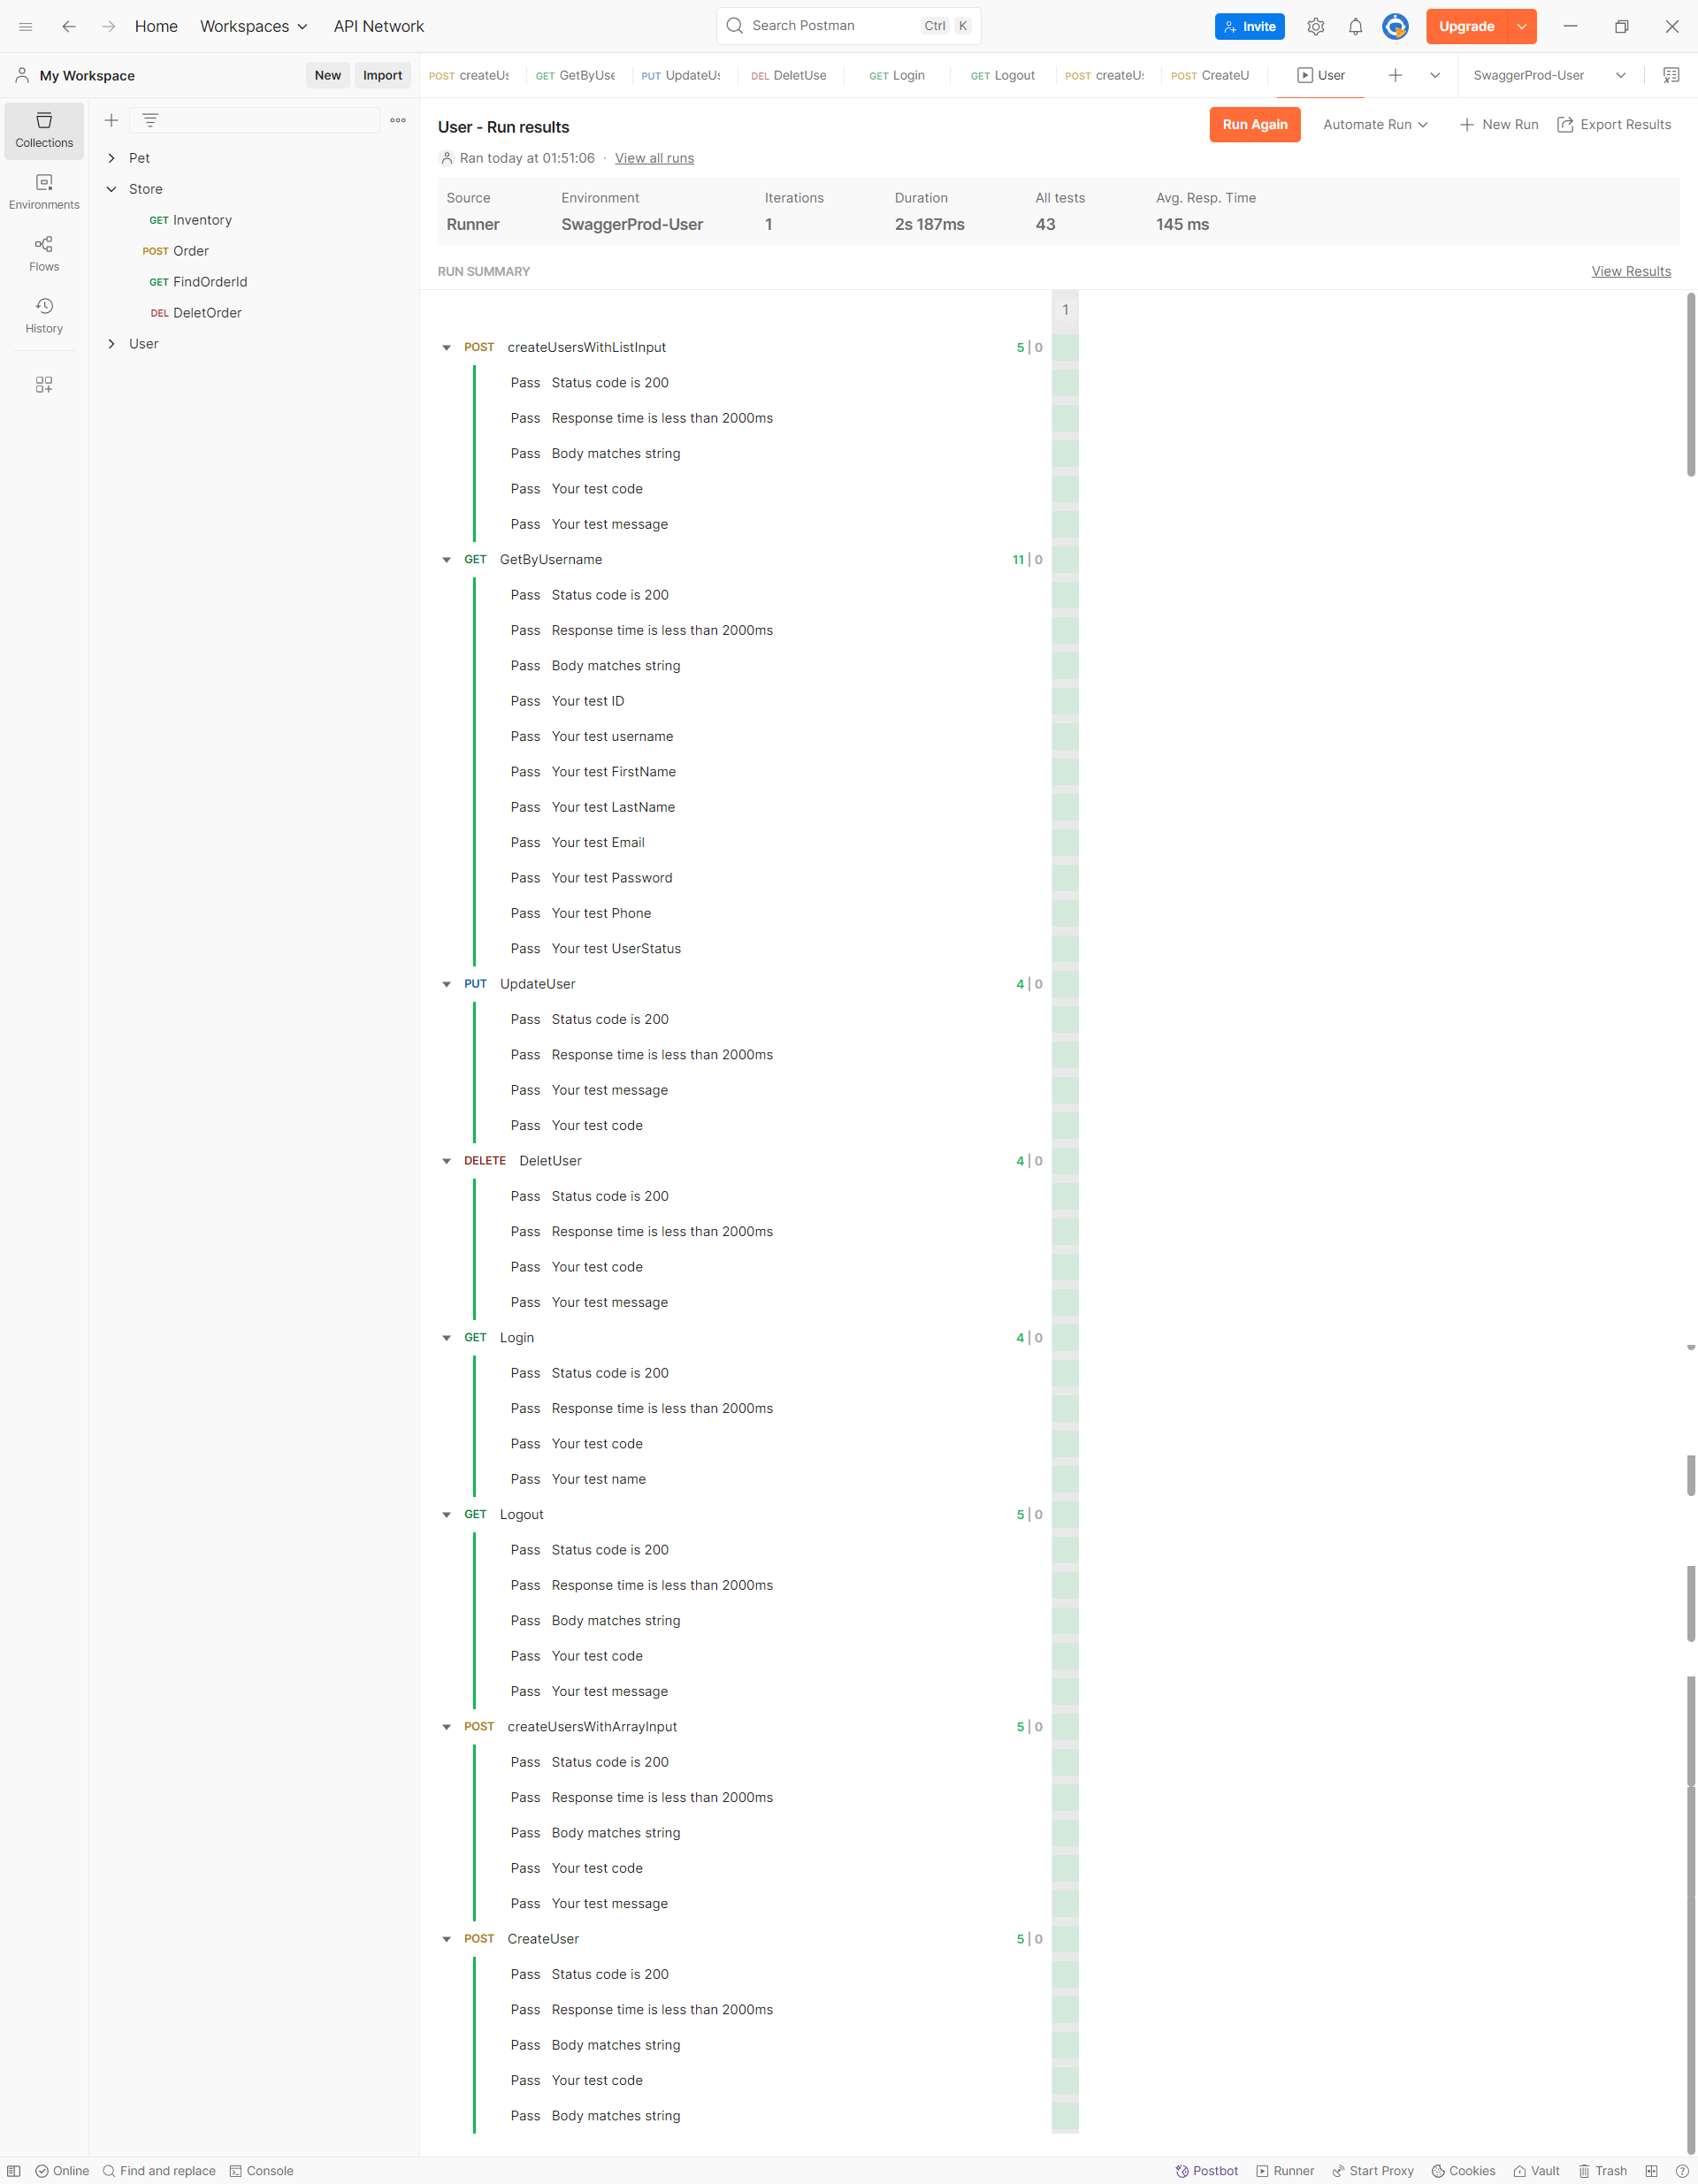 Home Workspaces API Network Search Postman Ctrl K Invite Upgrade
My Workspace New Import POST createUs GET GetByUse PUT UpdateUs DEL DeletUse GET Login GET Logout POST createUs POST CreateU User SwaggerProd-User
Collections
Environments
Flows
History
Pet
Store
GET Inventory
POST Order
GET FindOrderId
DEL DeletOrder
User
User - Run results Run Again Automate Run New Run Export Results
Ran today at 01:51:06 · View all runs
Source Environment Iterations Duration All tests Avg. Resp. Time
Runner SwaggerProd-User 1 2s 187ms 43 145 ms
RUN SUMMARY View Results
1
POST createUsersWithListInput 5 | 0
Pass Status code is 200
Pass Response time is less than 2000ms
Pass Body matches string
Pass Your test code
Pass Your test message
GET GetByUsername 11 | 0
Pass Status code is 200
Pass Response time is less than 2000ms
Pass Body matches string
Pass Your test ID
Pass Your test username
Pass Your test FirstName
Pass Your test LastName
Pass Your test Email
Pass Your test Password
Pass Your test Phone
Pass Your test UserStatus
PUT UpdateUser 4 | 0
Pass Status code is 200
Pass Response time is less than 2000ms
Pass Your test message
Pass Your test code
DELETE DeletUser 4 | 0
Pass Status code is 200
Pass Response time is less than 2000ms
Pass Your test code
Pass Your test message
GET Login 4 | 0
Pass Status code is 200
Pass Response time is less than 2000ms
Pass Your test code
Pass Your test name
GET Logout 5 | 0
Pass Status code is 200
Pass Response time is less than 2000ms
Pass Body matches string
Pass Your test code
Pass Your test message
POST createUsersWithArrayInput 5 | 0
Pass Status code is 200
Pass Response time is less than 2000ms
Pass Body matches string
Pass Your test code
Pass Your test message
POST CreateUser 5 | 0
Pass Status code is 200
Pass Response time is less than 2000ms
Pass Body matches string
Pass Your test code
Pass Body matches string
Online Find and replace Console Postbot Runner Start Proxy Cookies Vault Trash